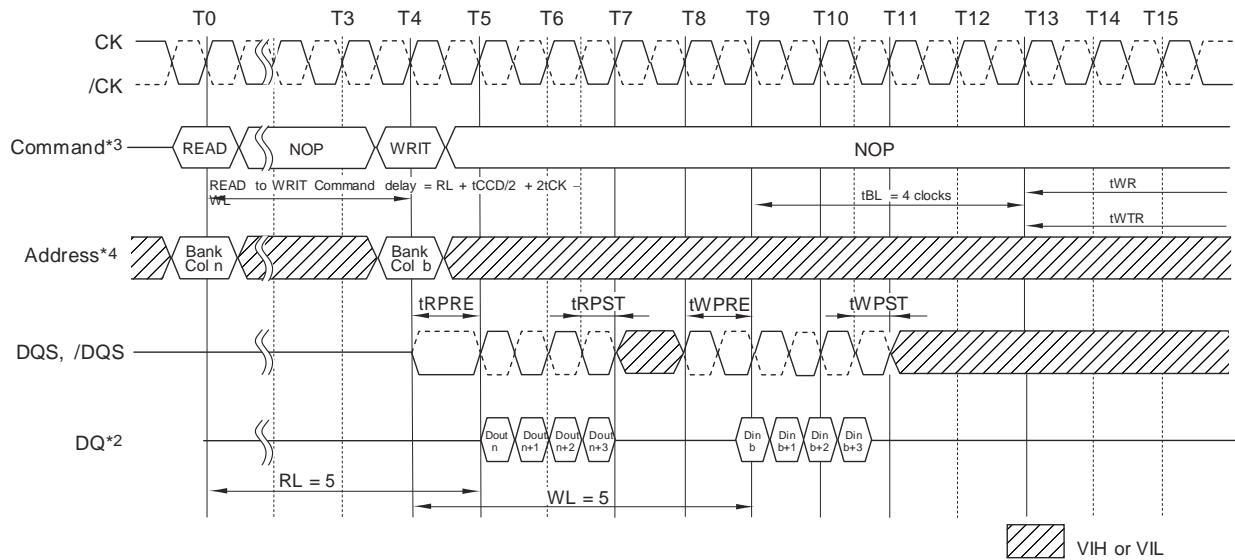 T0 T3 T4 T5 T6 T7 T8 T9 T10 T11 T12 T13 T14 T15
CK
/CK
Command*3 READ NOP WRIT NOP
READ to WRIT Command delay = RL + tCCD/2 + 2tCK −
WL
tBL = 4 clocks
tWR
tWTR
Address*4
Bank
Col n
Bank
Col b
tRPRE tRPST tWPRE tWPST
DQS, /DQS
DQ*2
Dout
n
Dout
n+1
Dout
n+2
Dout
n+3
Din
b
Din
b+1
Din
b+2
Din
b+3
RL = 5
WL = 5
VIH or VIL